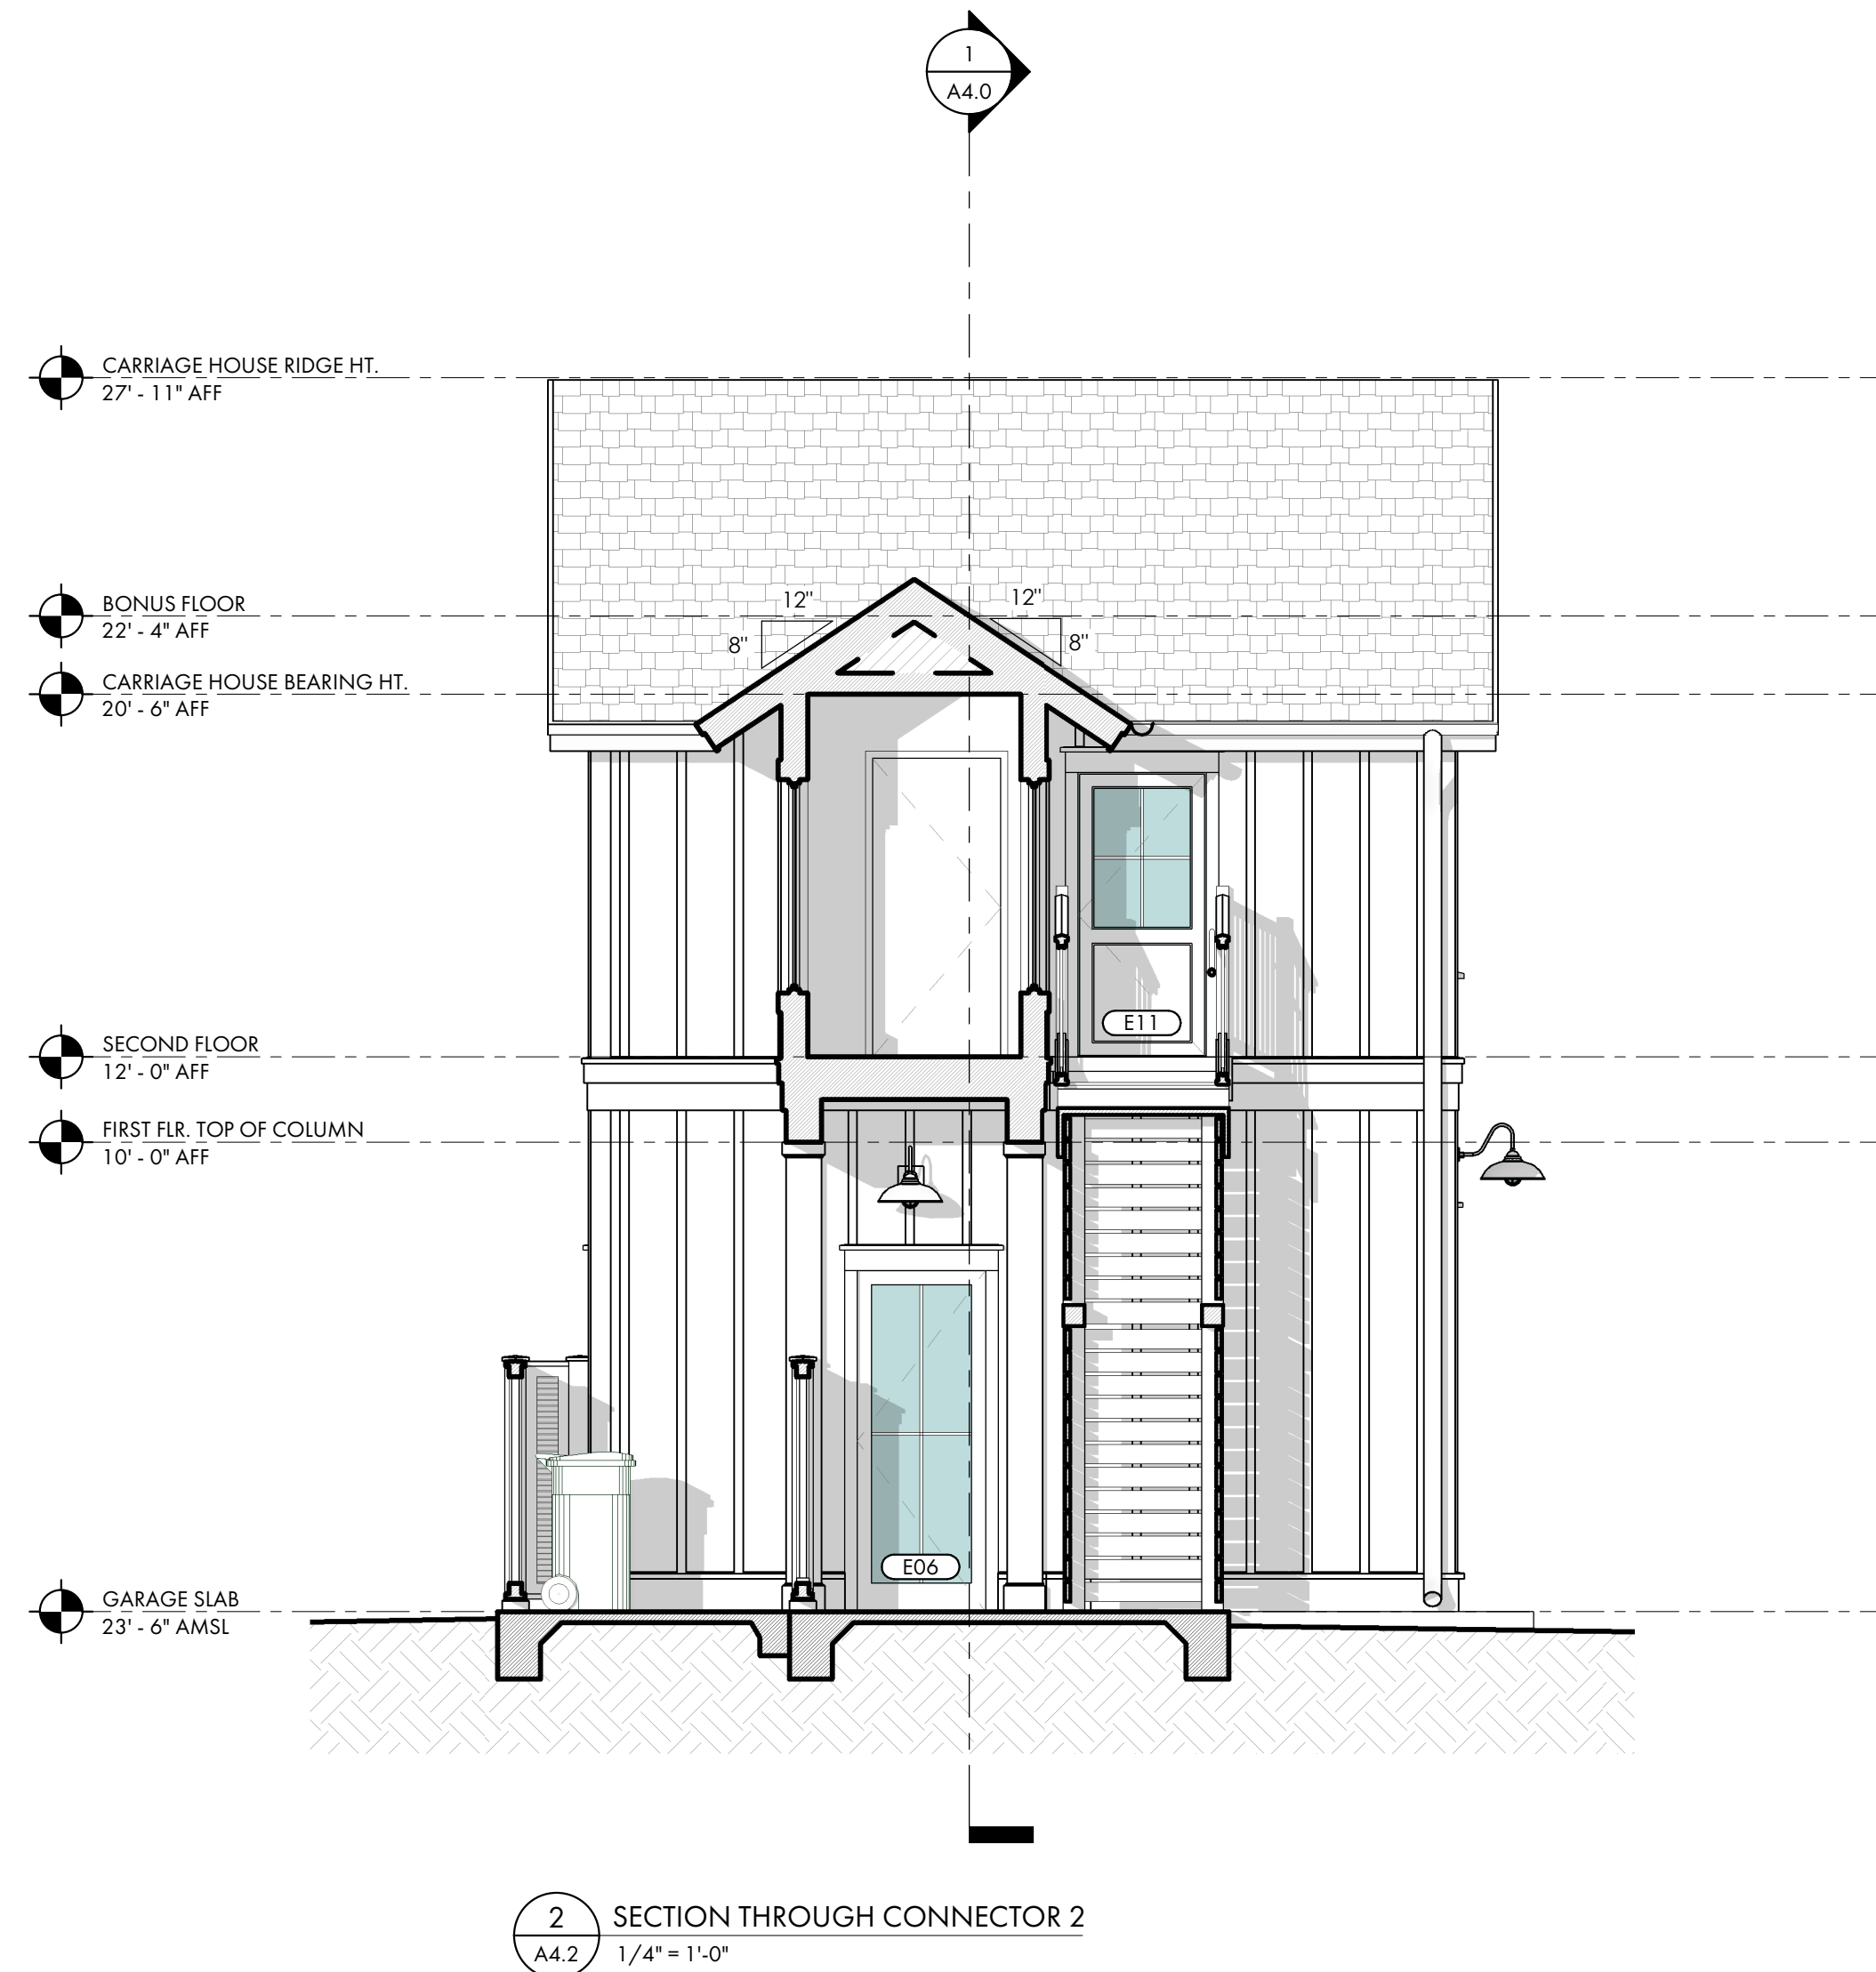 1
A4.0
CARRIAGE HOUSE RIDGE HT.
27' - 11" AFF
12"
12"
BONUS FLOOR
22' - 4" AFF
8"
8"
CARRIAGE HOUSE BEARING HT.
20' - 6" AFF
E11
SECOND FLOOR
12' - 0" AFF
FIRST FLR. TOP OF COLUMN
10' - 0" AFF
E06
GARAGE SLAB
23' - 6" AMSL
2
A4.2
SECTION THROUGH CONNECTOR 2
1/4" = 1'-0"